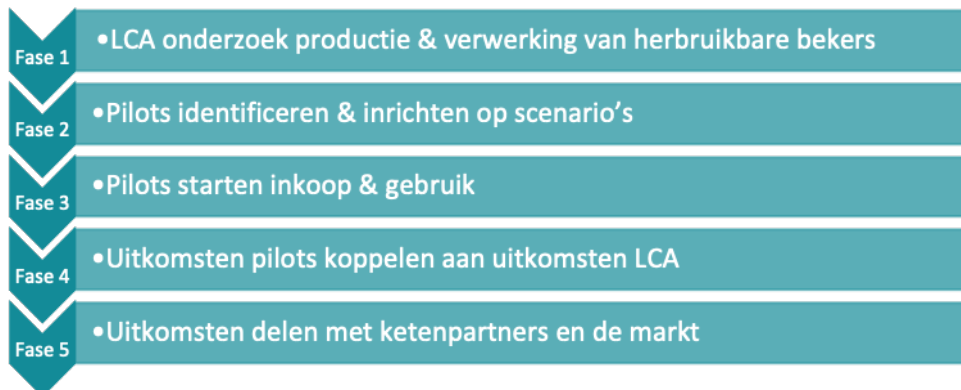 Fase 1
•LCA onderzoek productie & verwerking van herbruikbare bekers
Fase 2
•Pilots identificeren & inrichten op scenario's
Fase 3
•Pilots starten inkoop & gebruik
Fase 4
•Uitkomsten pilots koppelen aan uitkomsten LCA
Fase 5
•Uitkomsten delen met ketenpartners en de markt